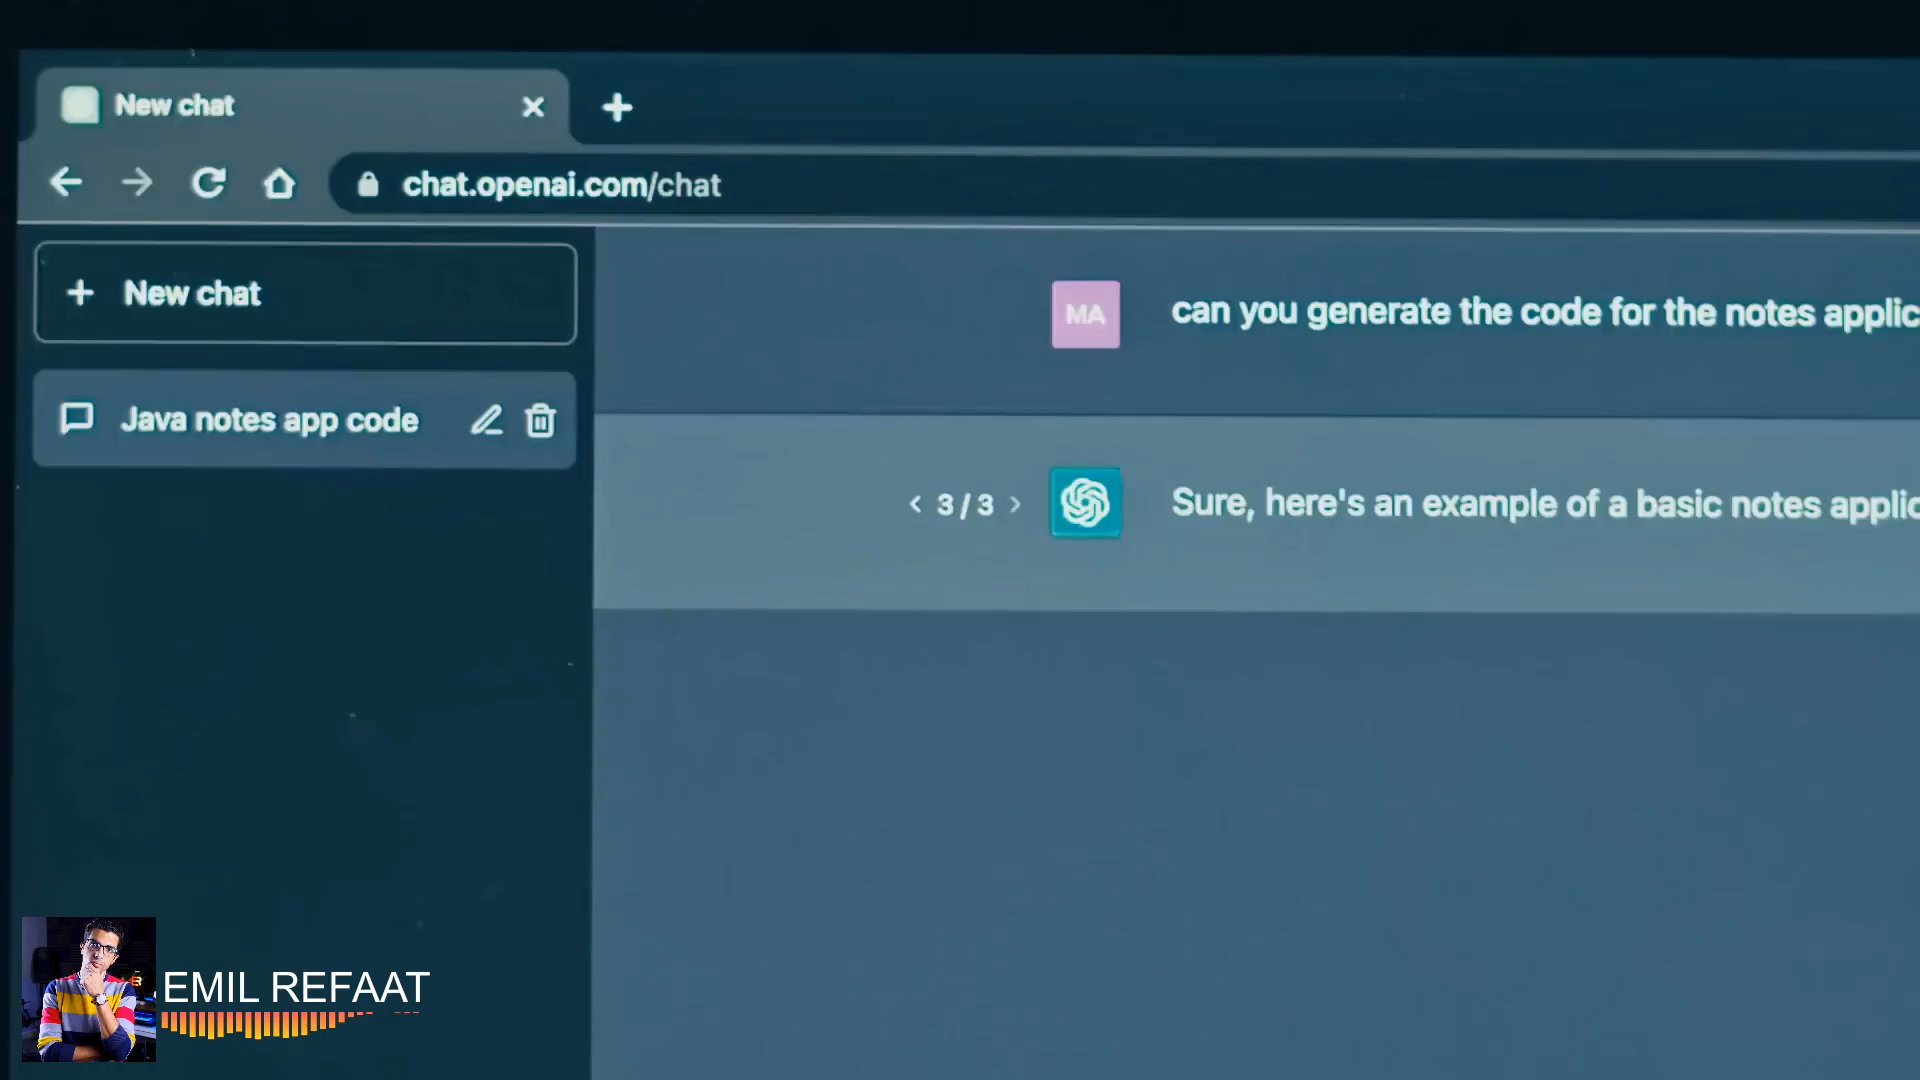 New chat
chat.openai.com/chat
New chat
MA
can you generate the code for the notes applic
Java notes app code
3 / 3
Sure, here's an example of a basic notes applic
EMIL REFAAT